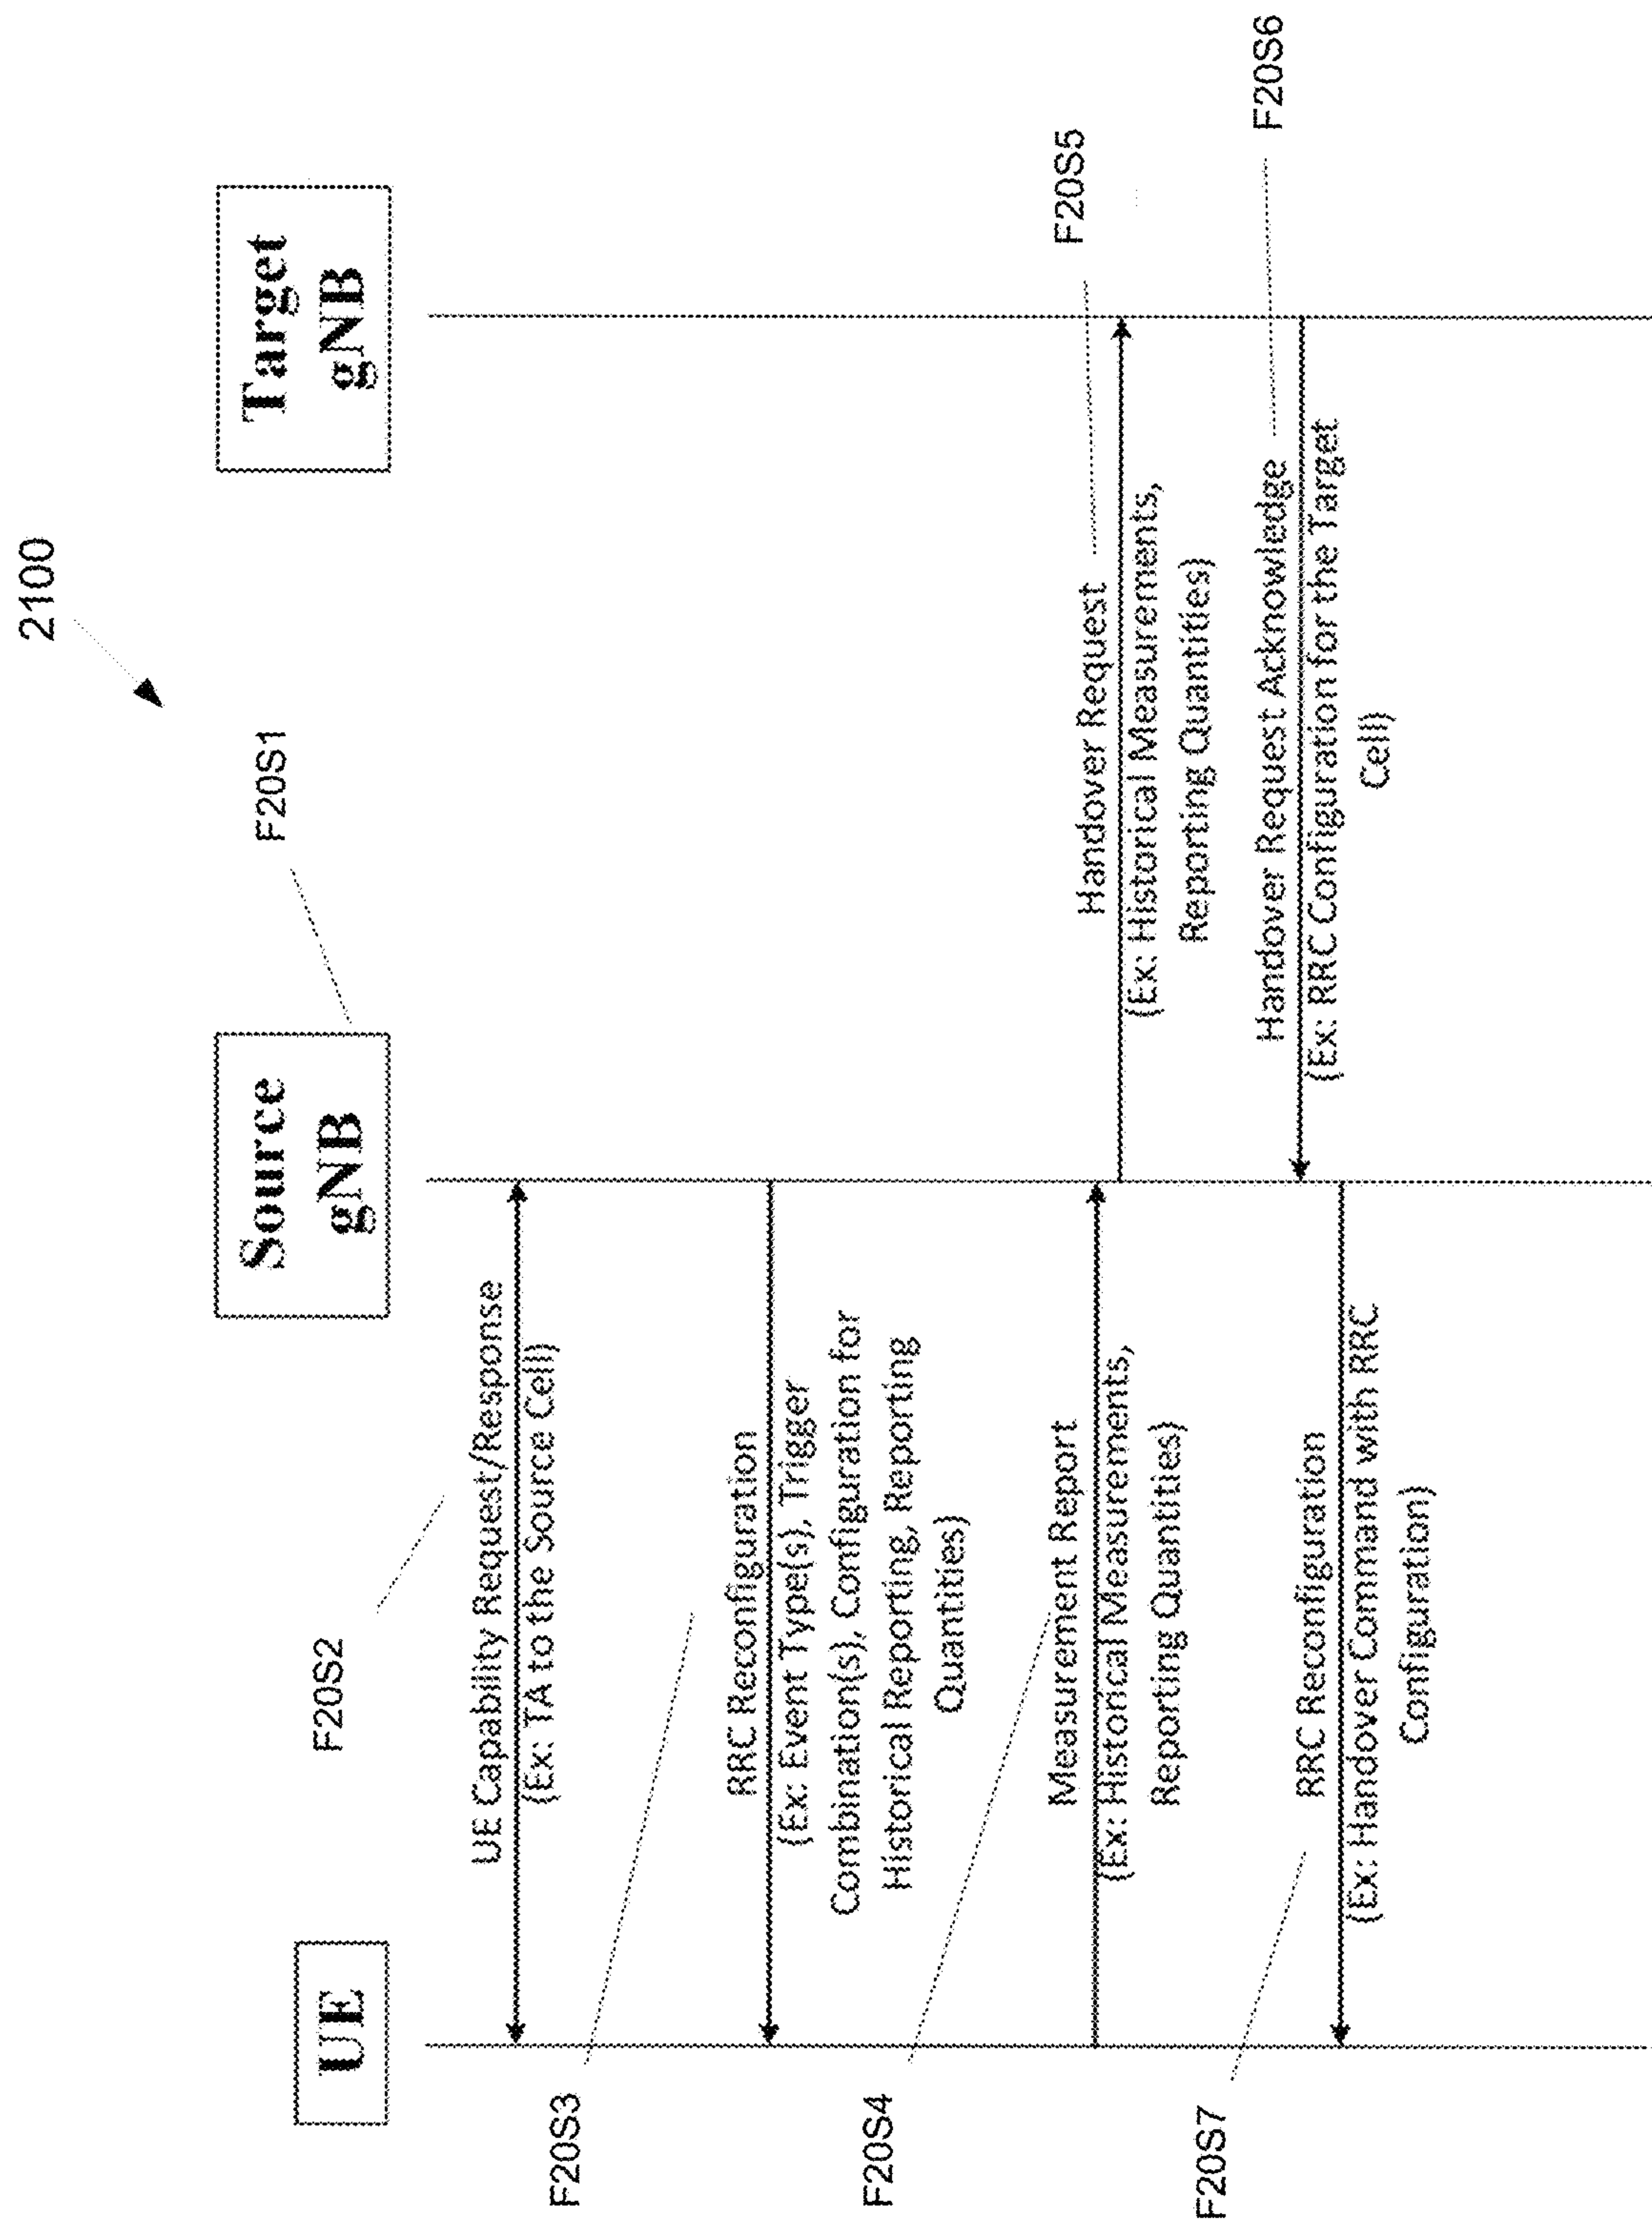 2100
F20S1
UE
Source
gNB
Target
gNB
F20S2
UE Capability Request/Response
(Ex: TA to the Source Cell)
F20S3
RRC Reconfiguration
(Ex: Event Type(s), Trigger
Combination(s), Configuration for
Historical Reporting, Reporting
Quantities)
F20S4
Measurement Report
(Ex: Historical Measurements,
Reporting Quantities)
F20S5
Handover Request
(Ex: Historical Measurements,
Reporting Quantities)
F20S6
Handover Request Acknowledge
(Ex: RRC Configuration for the Target
Cell)
F20S7
RRC Reconfiguration
(Ex: Handover Command with RRC
Configuration)